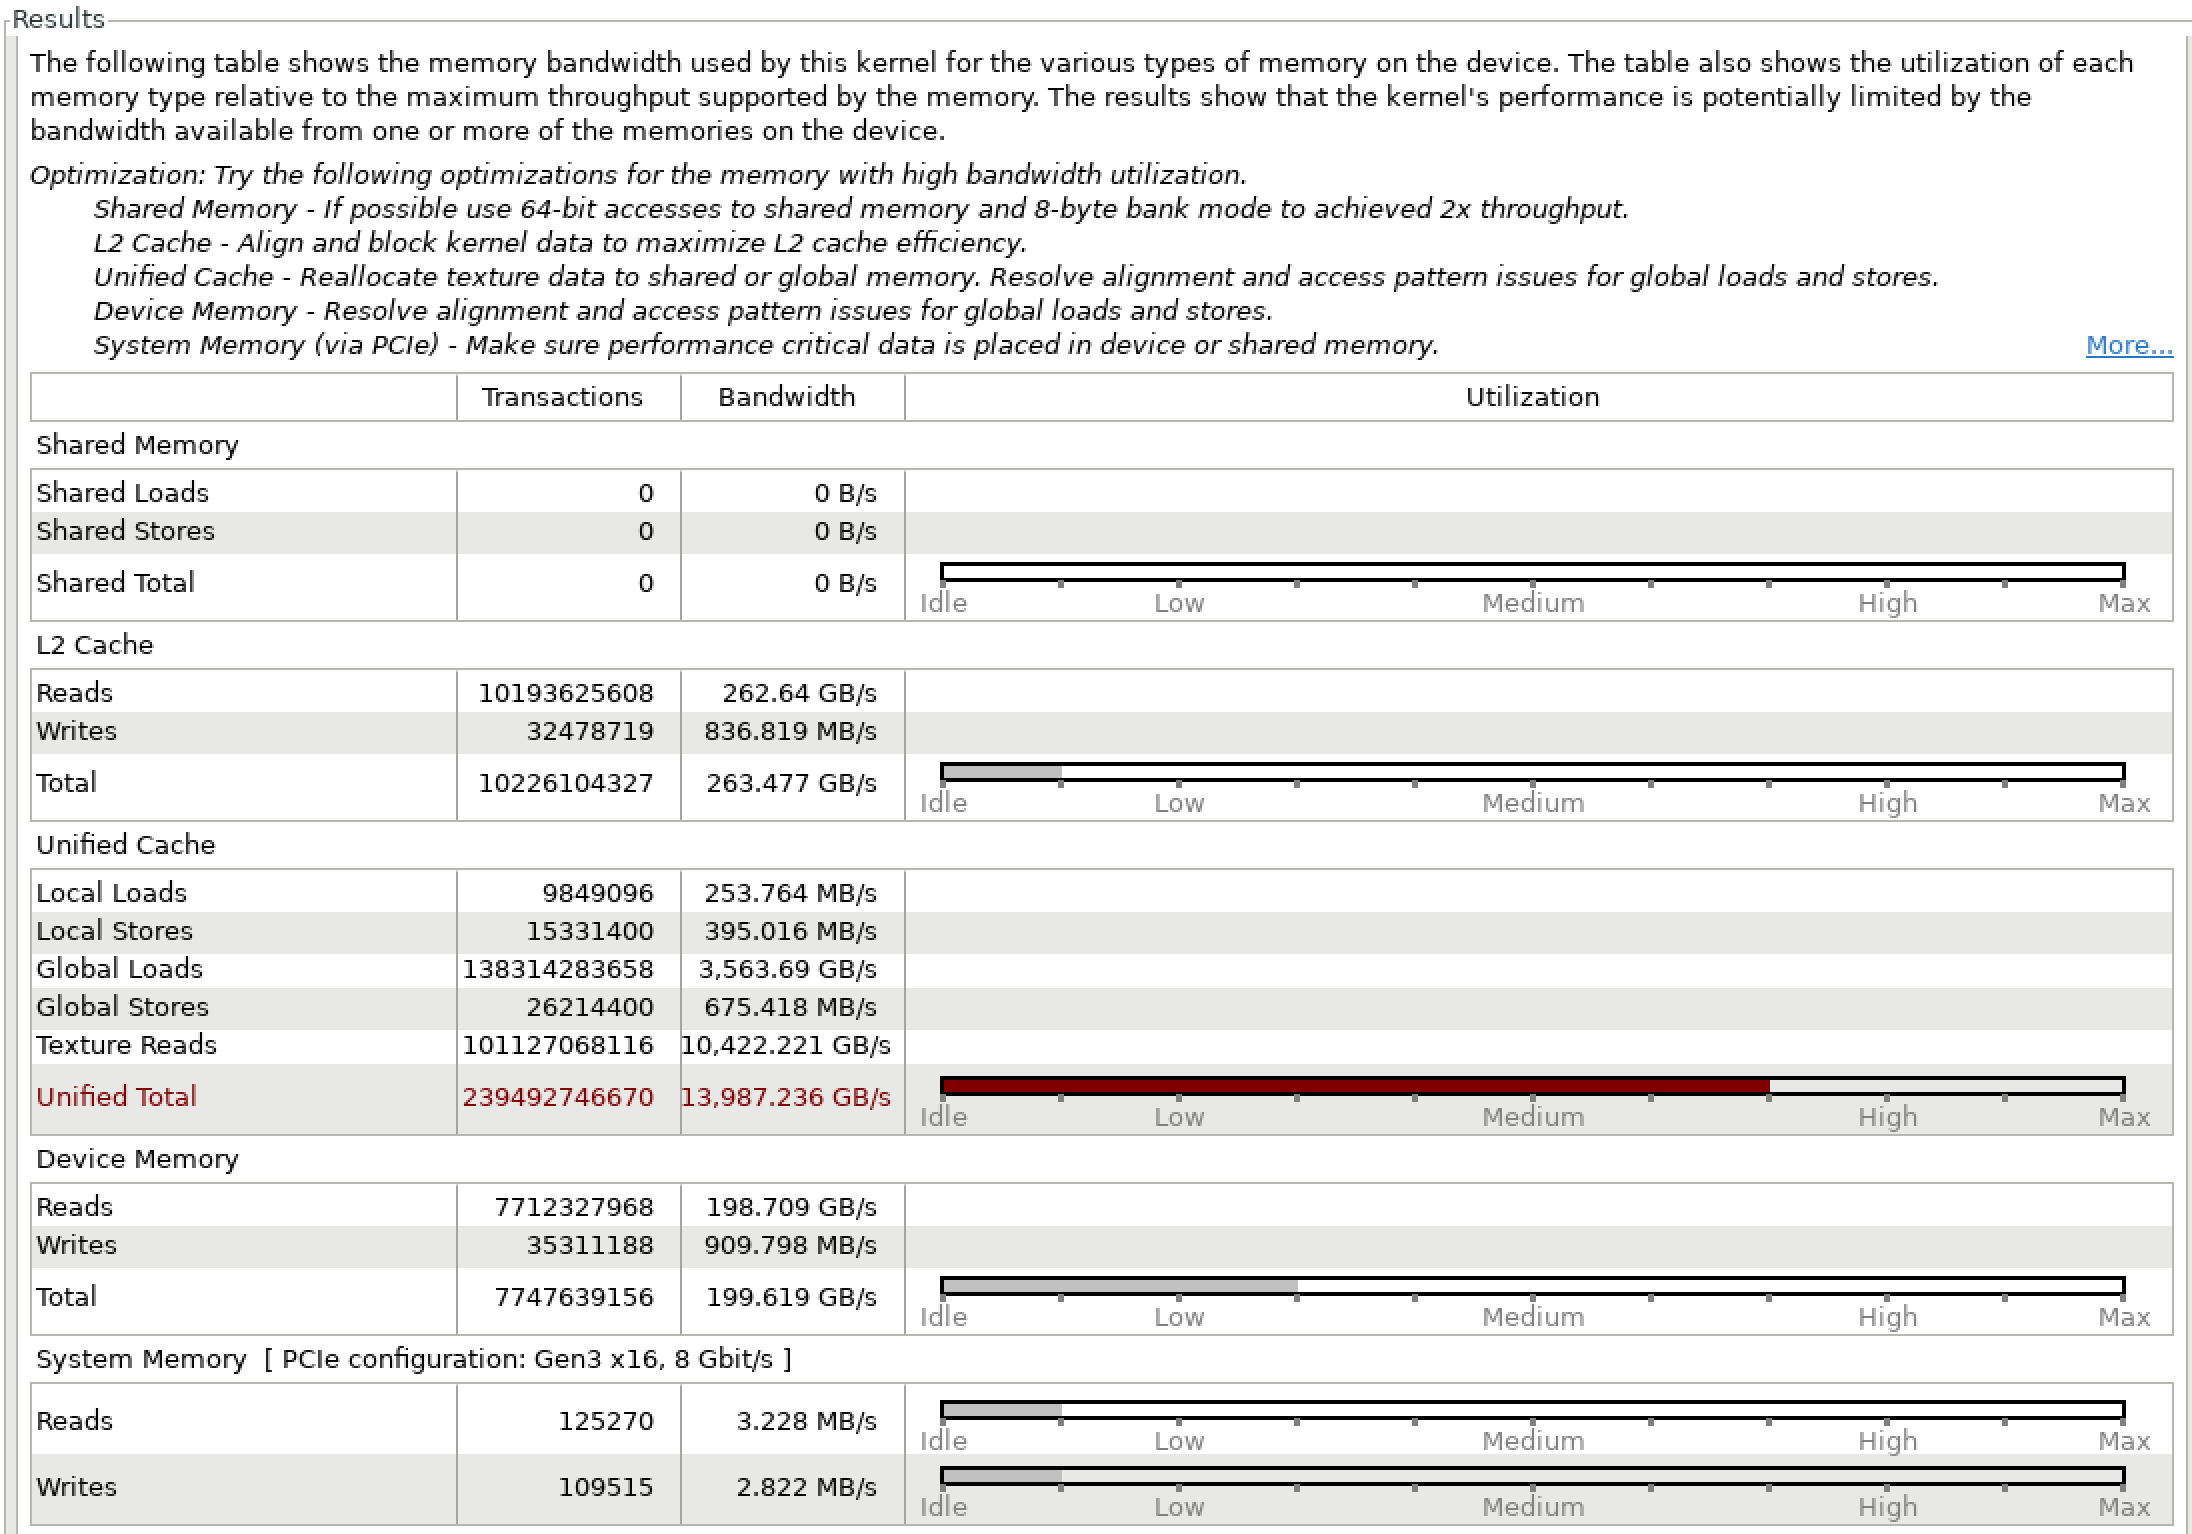 Results
The following table shows the memory bandwidth used by this kernel for the various types of memory on the device. The table also shows the utilization of each
memory type relative to the maximum throughput supported by the memory. The results show that the kernel's performance is potentially limited by the
bandwidth available from one or more of the memories on the device.
Optimization: Try the following optimizations for the memory with high bandwidth utilization.
Shared Memory - If possible use 64-bit accesses to shared memory and 8-byte bank mode to achieved 2x throughput.
L2 Cache - Align and block kernel data to maximize L2 cache efficiency.
Unified Cache - Reallocate texture data to shared or global memory. Resolve alignment and access pattern issues for global loads and stores.
Device Memory - Resolve alignment and access pattern issues for global loads and stores.
System Memory (via PCIe) - Make sure performance critical data is placed in device or shared memory. More...
Transactions Bandwidth Utilization
Shared Memory
Shared Loads 0 0 B/s
Shared Stores 0 0 B/s
Shared Total 0 0 B/s
Idle Low Medium High Max
L2 Cache
Reads 10193625608 262.64 GB/s
Writes 32478719 836.819 MB/s
Total 10226104327 263.477 GB/s
Idle Low Medium High Max
Unified Cache
Local Loads 9849096 253.764 MB/s
Local Stores 15331400 395.016 MB/s
Global Loads 138314283658 3,563.69 GB/s
Global Stores 26214400 675.418 MB/s
Texture Reads 101127068116 10,422.221 GB/s
Unified Total 239492746670 13,987.236 GB/s
Idle Low Medium High Max
Device Memory
Reads 7712327968 198.709 GB/s
Writes 35311188 909.798 MB/s
Total 7747639156 199.619 GB/s
Idle Low Medium High Max
System Memory [ PCIe configuration: Gen3 x16, 8 Gbit/s ]
Reads 125270 3.228 MB/s
Idle Low Medium High Max
Writes 109515 2.822 MB/s
Idle Low Medium High Max